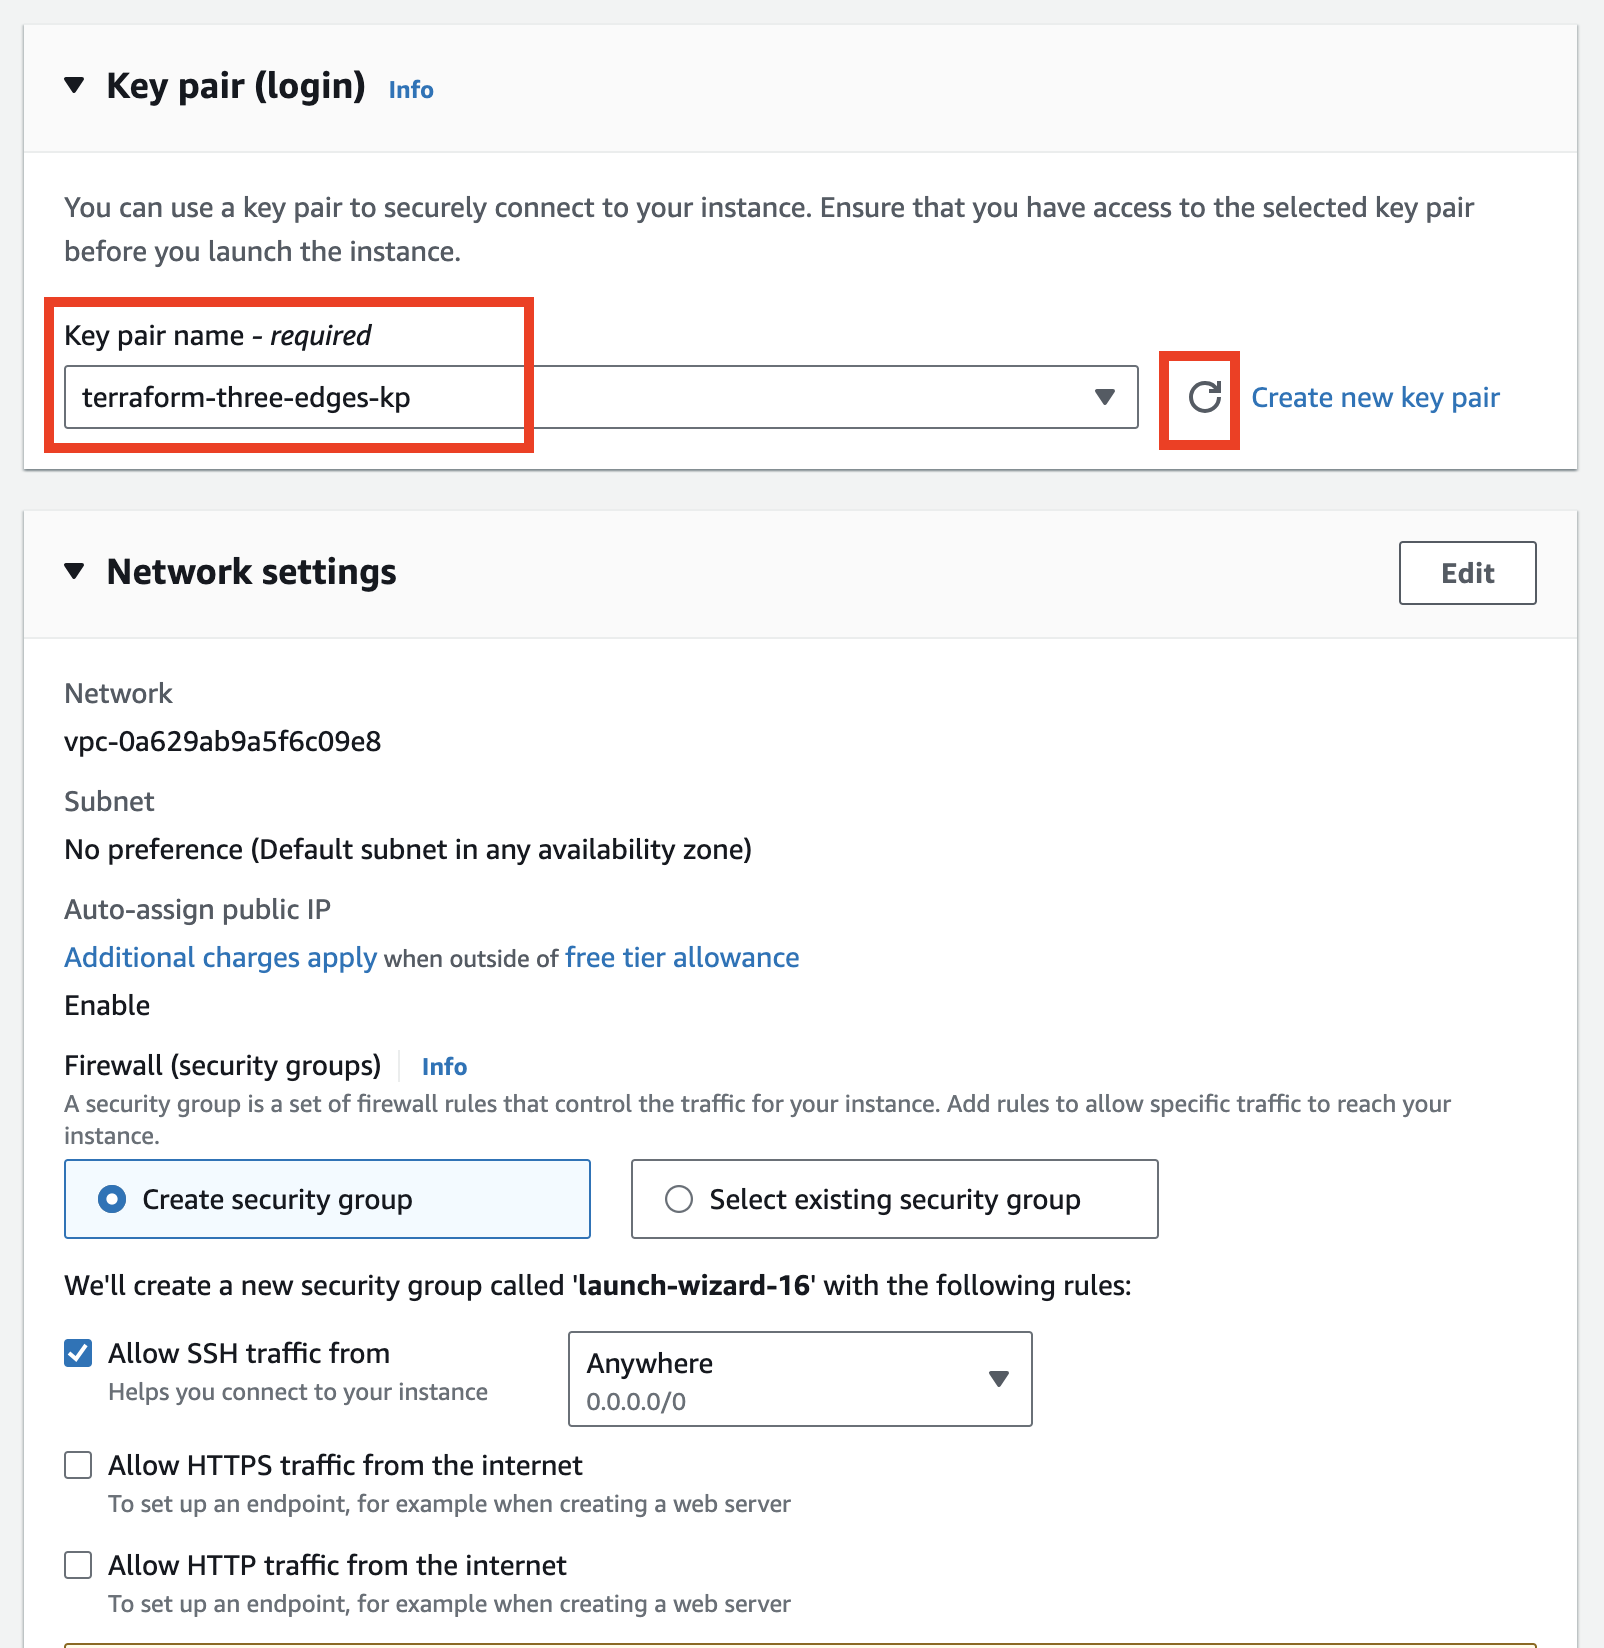 Key pair (login) Info
You can use a key pair to securely connect to your instance. Ensure that you have access to the selected key pair
before you launch the instance.
Key pair name - required
terraform-three-edges-kp
Create new key pair
Network settings
Edit
Network
vpc-0a629ab9a5f6c09e8
Subnet
No preference (Default subnet in any availability zone)
Auto-assign public IP
Additional charges apply when outside of free tier allowance
Enable
Firewall (security groups) Info
A security group is a set of firewall rules that control the traffic for your instance. Add rules to allow specific traffic to reach your
instance.
Create security group
Select existing security group
We'll create a new security group called 'launch-wizard-16' with the following rules:
Allow SSH traffic from
Helps you connect to your instance
Anywhere
0.0.0.0/0
Allow HTTPS traffic from the internet
To set up an endpoint, for example when creating a web server
Allow HTTP traffic from the internet
To set up an endpoint, for example when creating a web server